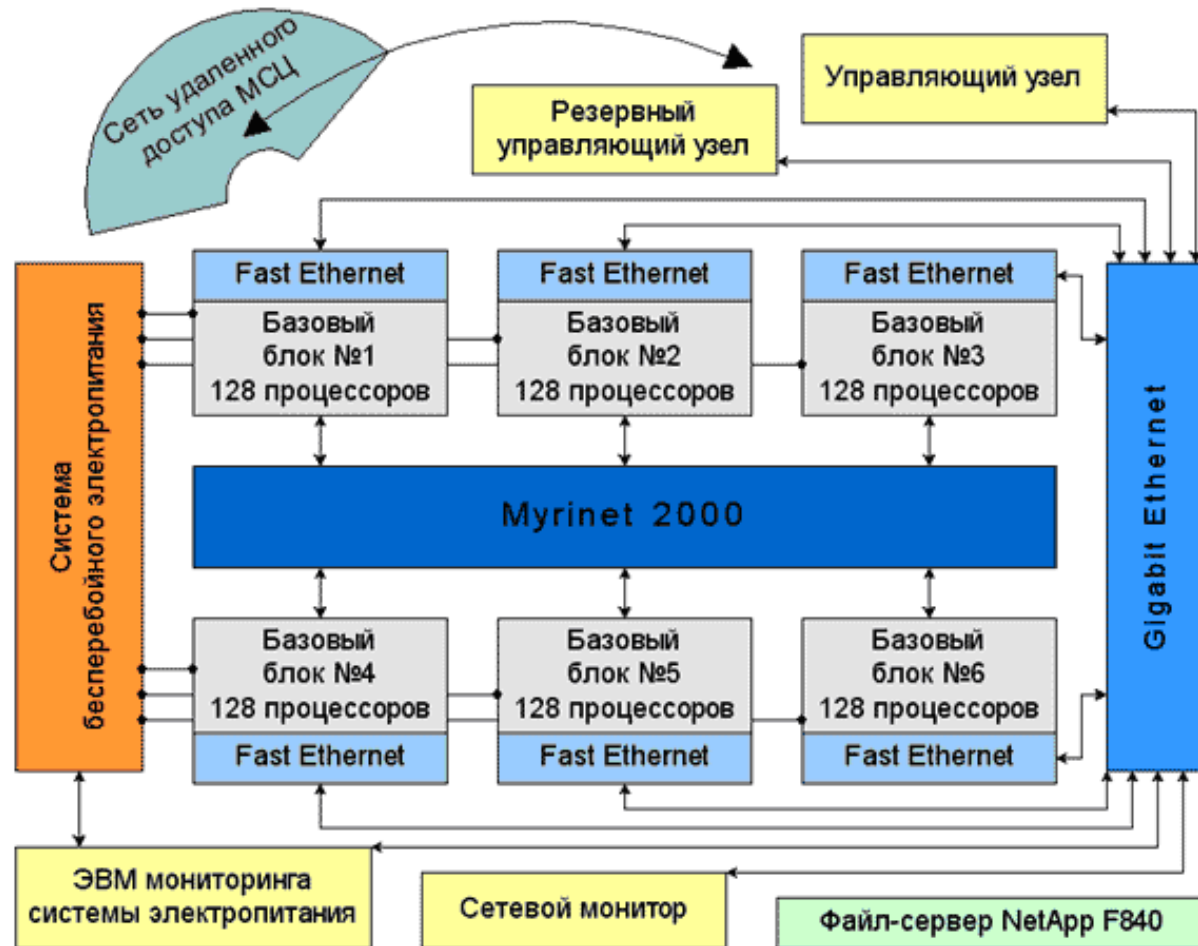 Сеть удаленного
доступа МСЦ
Управляющий узел
Резервный
управляющий узел
Fast Ethernet
Fast Ethernet
Fast Ethernet
Базовый
блок №1
128 процессоров
Базовый
блок №2
128 процессоров
Базовый
блок №3
128 процессоров
Система
бесперебойного электропитания
Myrinet 2000
Gigabit Ethernet
Базовый
блок №4
128 процессоров
Базовый
блок №5
128 процессоров
Базовый
блок №6
128 процессоров
Fast Ethernet
Fast Ethernet
Fast Ethernet
ЭВМ мониторинга
системы электропитания
Сетевой монитор
Файл-сервер NetApp F840